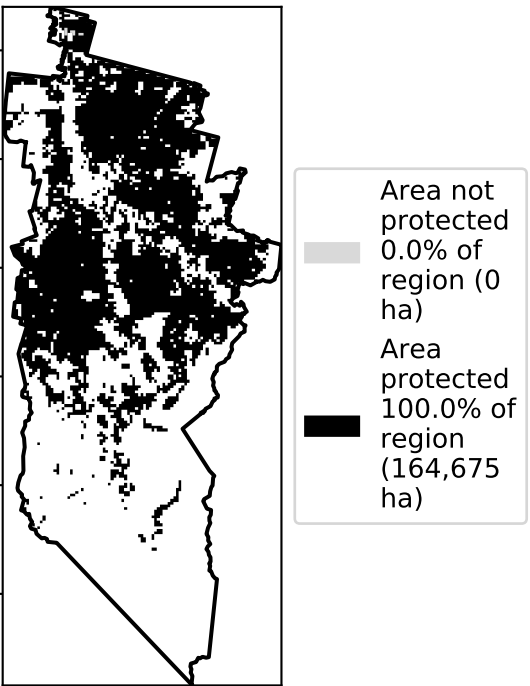 Area not
protected
0.0% of
region (0
ha)
Area
protected
100.0% of
region
(164,675
ha)